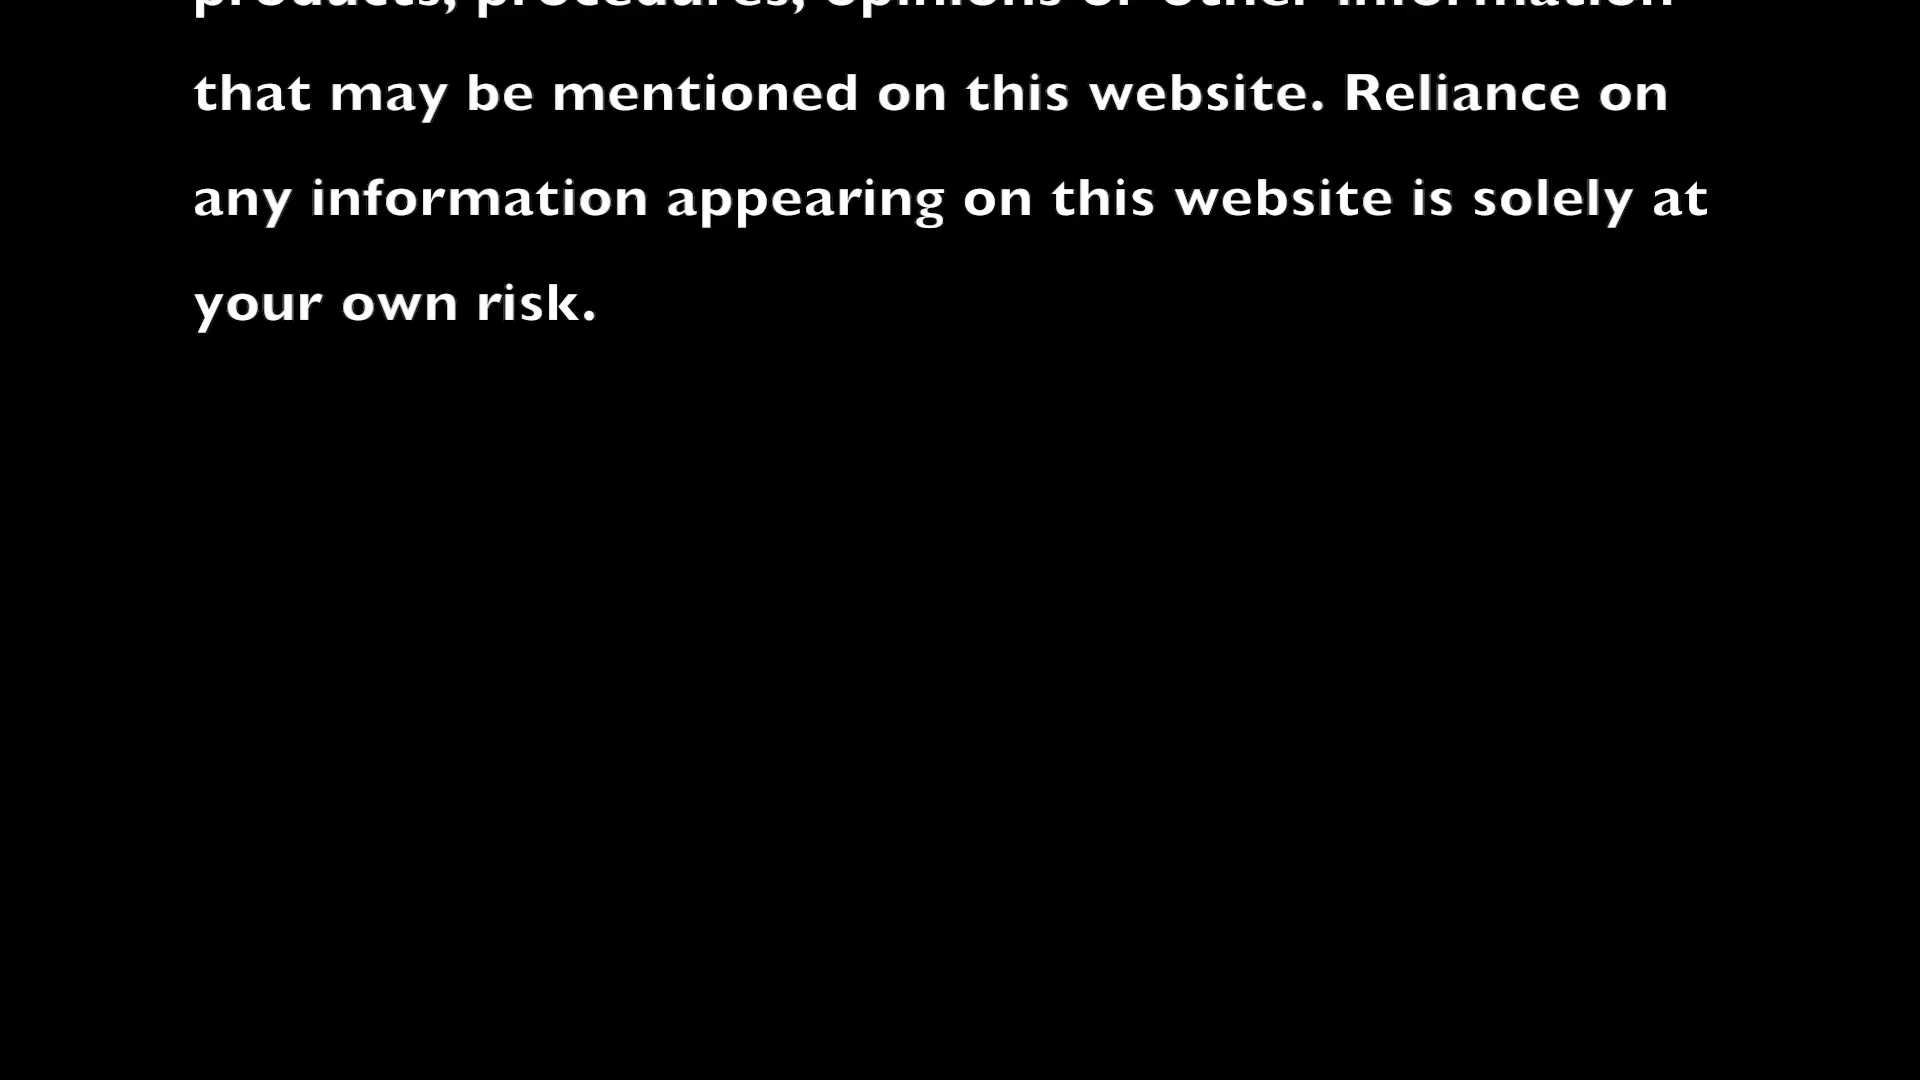 products, procedures, opinions or other information
that may be mentioned on this website. Reliance on
any information appearing on this website is solely at
your own risk.